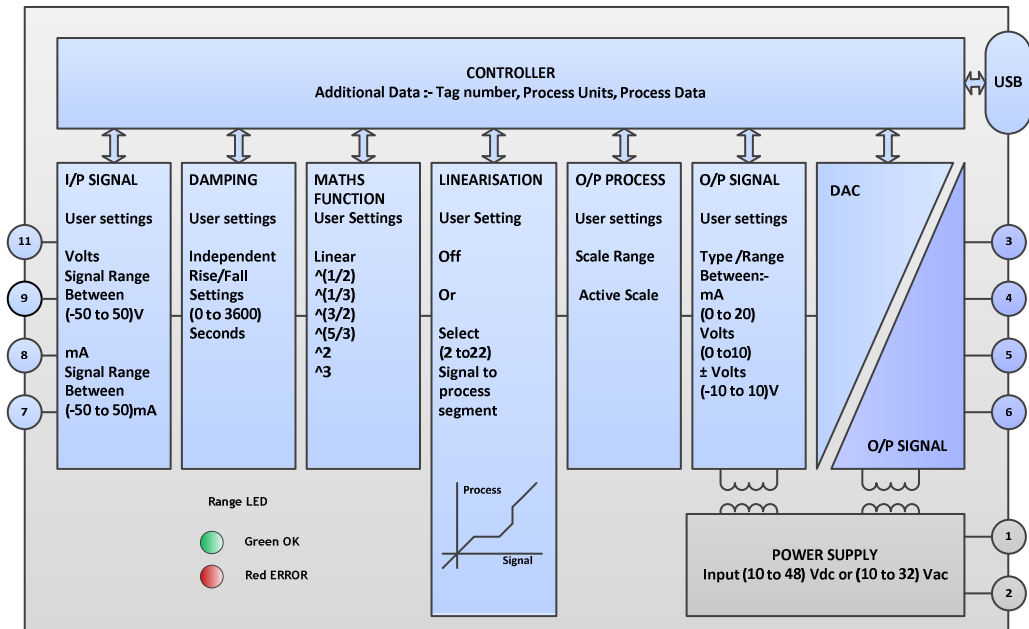 CONTROLLER
Additional Data :- Tag number, Process Units, Process Data
USB
I/P SIGNAL
User settings
Volts
Signal Range
Between
(-50 to 50)V
mA
Signal Range
Between
(-50 to 50)mA
DAMPING
User settings
Independent
Rise/Fall
Settings
(0 to 3600)
Seconds
MATHS
FUNCTION
User Settings
Linear
^(1/2)
^(1/3)
^(3/2)
^(5/3)
^2
^3
LINEARISATION
User Setting
Off
Or
Select
(2 to22)
Signal to
process
segment
Process
Signal
O/P PROCESS
User settings
Scale Range
Active Scale
O/P SIGNAL
User settings
Type/Range
Between:-
mA
(0 to 20)
Volts
(0 to10)
± Volts
(-10 to 10)V
DAC
O/P SIGNAL
11
9
8
7
3
4
5
6
Range LED
Green OK
Red ERROR
POWER SUPPLY
Input (10 to 48) Vdc or (10 to 32) Vac
1
2